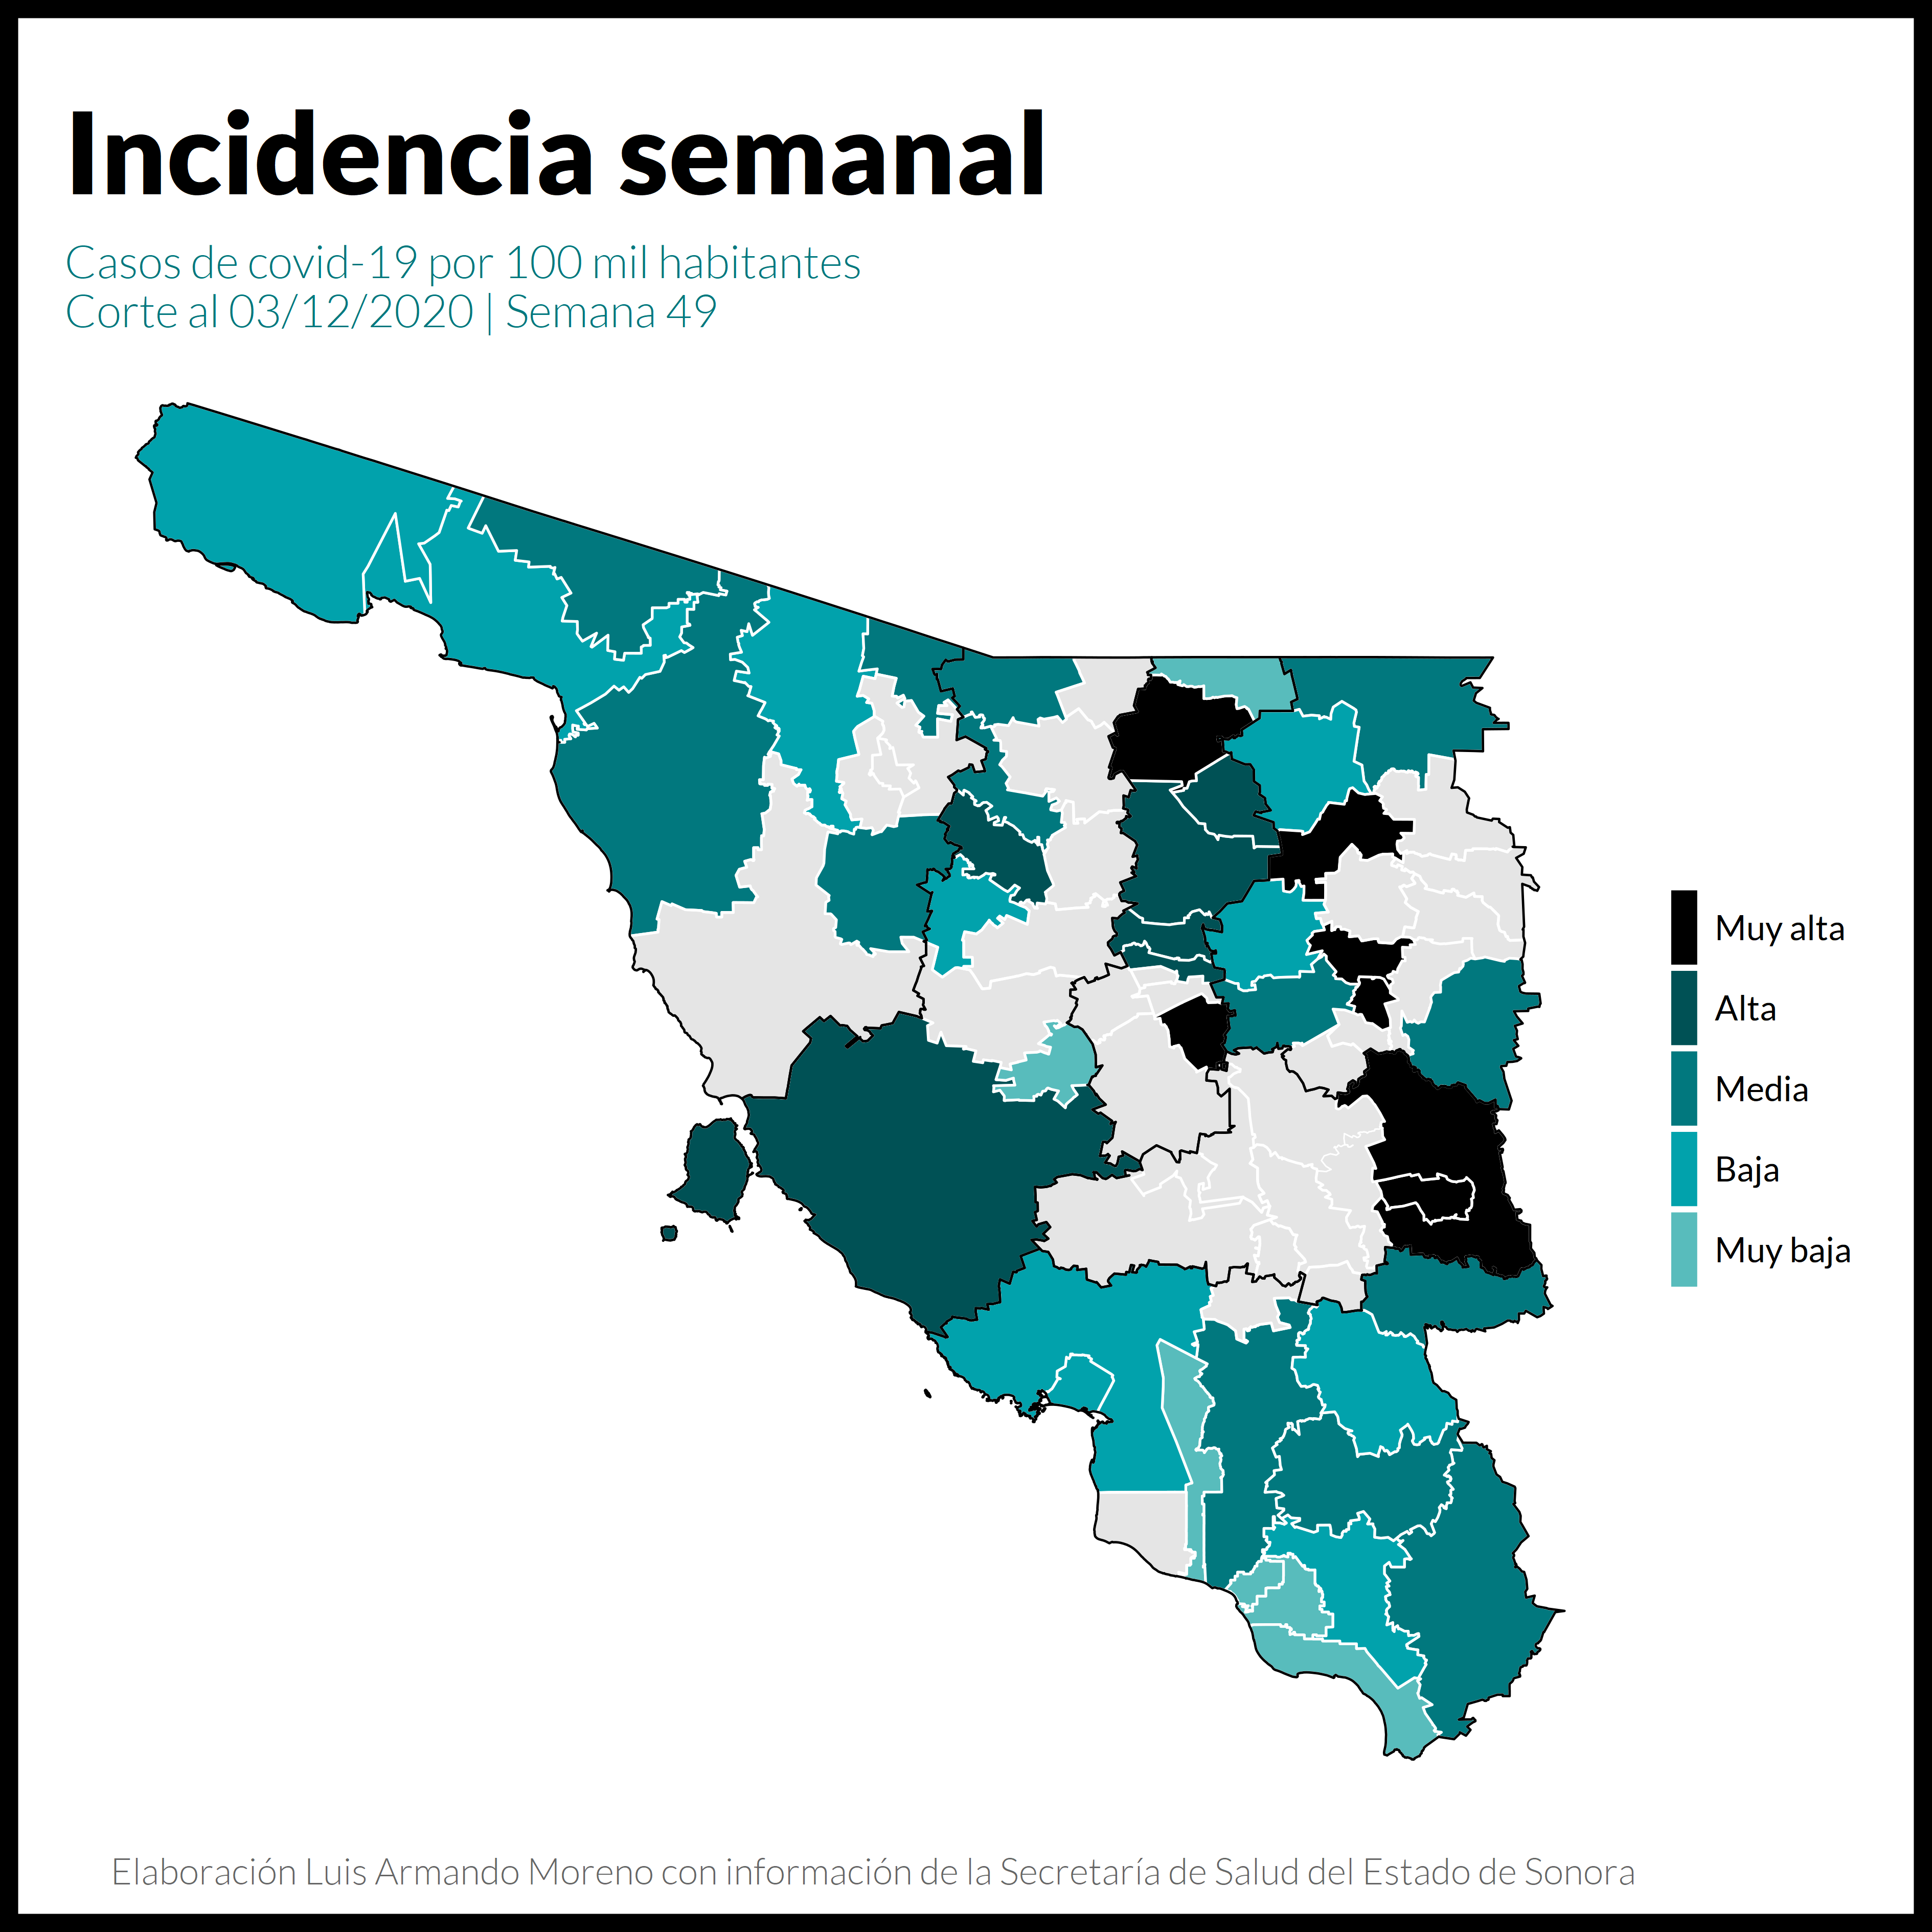 Incidencia semanal
Casos de covid-19 por 100 mil habitantes
Corte al 03/12/2020 | Semana 49
Muy alta
Alta
Media
Baja
Muy baja
Elaboración Luis Armando Moreno con información de la Secretaría de Salud del Estado de Sonora